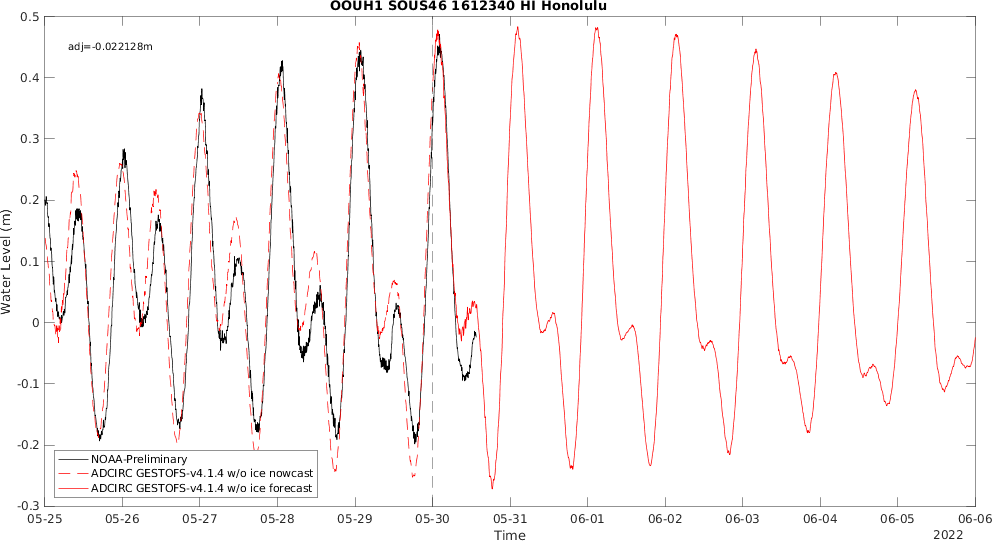 OOUH1 SOUS46 1612340 HI Honolulu
adj=-0.022128m
Water Level (m)
0.5
0.4
0.3
0.2
0.1
0
-0.1
-0.2
-0.3
NOAA-Preliminary
ADCIRC GESTOFS-v4.1.4 w/o ice nowcast
ADCIRC GESTOFS-v4.1.4 w/o ice forecast
05-25 05-26 05-27 05-28 05-29 05-30 05-31 06-01 06-02 06-03 06-04 06-05 06-06
Time
2022